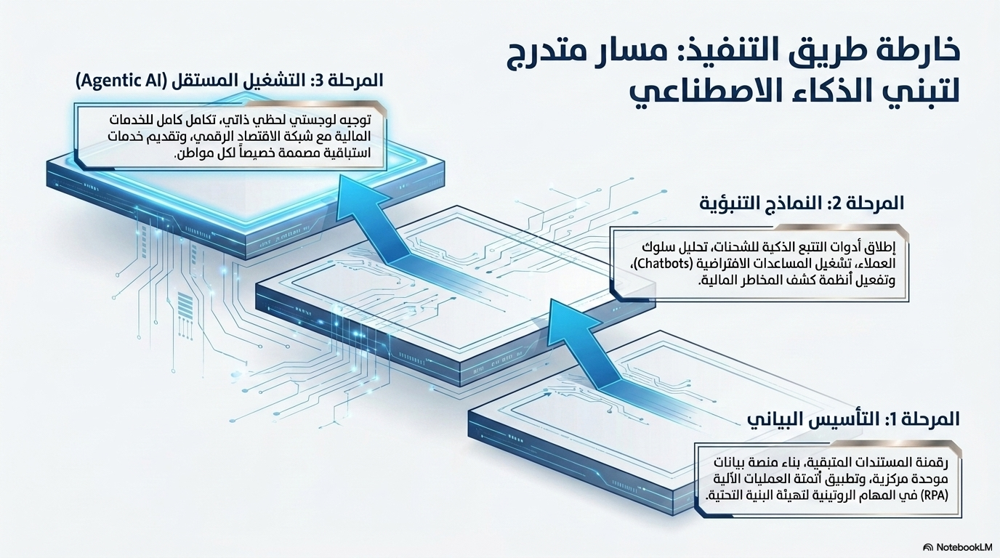 خارطة طريق التنفيذ: مسار متدرج
لتبني الذكاء الاصطناعي
المرحلة 3: التشغيل المستقل (Agentic AI)
توجيه لوجستي لحظي ذاتي، تكامل كامل للخدمات
المالية مع شبكة الاقتصاد الرقمي، وتقديم خدمات
استباقية مصممة خصيصاً لكل مواطن.
المرحلة 2: النماذج التنبؤية
إطلاق أدوات التتبع الذكية للشحنات، تحليل سلوك
العملاء، تشغيل المساعدات الافتراضية (Chatbots)،
وتفعيل أنظمة كشف المخاطر المالية.
المرحلة 1: التأسيس البياني
رقمنة المستندات المتبقية، بناء منصة بيانات
موحدة مركزية، وتطبيق أتمتة العمليات الآلية
(RPA) في المهام الروتينية لتهيئة البنية التحتية.
NotebookLM